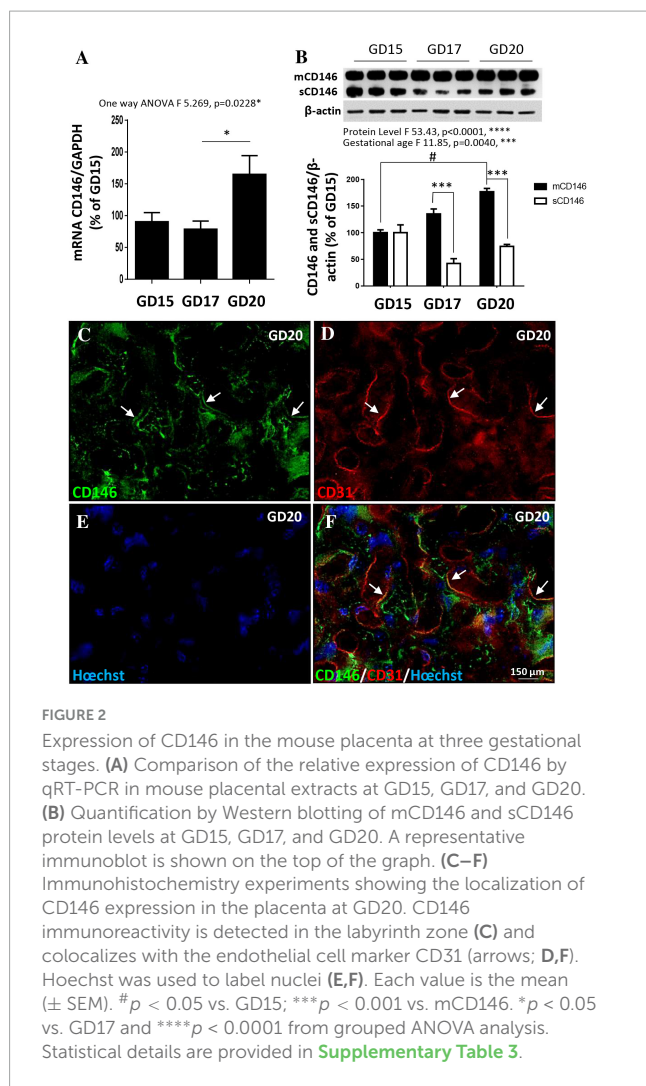 A
One way ANOVA F 5.269, p=0.0228*
*
mRNA CD146/GAPDH
(% of GD15)
250
200
150
100
50
0
GD15 GD17 GD20
B
GD15 GD17 GD20
mCD146
sCD146
β-actin
Protein Level F 53.43, p<0.0001, ****
Gestational age F 11.85, p=0.0040, ***
#
***
***
mCD146
sCD146
CD146 and sCD146/β-
actin (% of GD15)
200
150
100
50
0
GD15 GD17 GD20
C
GD20
CD146
D
GD20
CD31
E
GD20
Hœchst
F
GD20
150 μm
CD146/CD31/Hœchst
FIGURE 2
Expression of CD146 in the mouse placenta at three gestational
stages. (A) Comparison of the relative expression of CD146 by
qRT-PCR in mouse placental extracts at GD15, GD17, and GD20.
(B) Quantification by Western blotting of mCD146 and sCD146
protein levels at GD15, GD17, and GD20. A representative
immunoblot is shown on the top of the graph. (C–F)
Immunohistochemistry experiments showing the localization of
CD146 expression in the placenta at GD20. CD146
immunoreactivity is detected in the labyrinth zone (C) and
colocalizes with the endothelial cell marker CD31 (arrows; D,F).
Hoechst was used to label nuclei (E,F). Each value is the mean
(± SEM). #p < 0.05 vs. GD15; ***p < 0.001 vs. mCD146. *p < 0.05
vs. GD17 and ****p < 0.0001 from grouped ANOVA analysis.
Statistical details are provided in Supplementary Table 3.